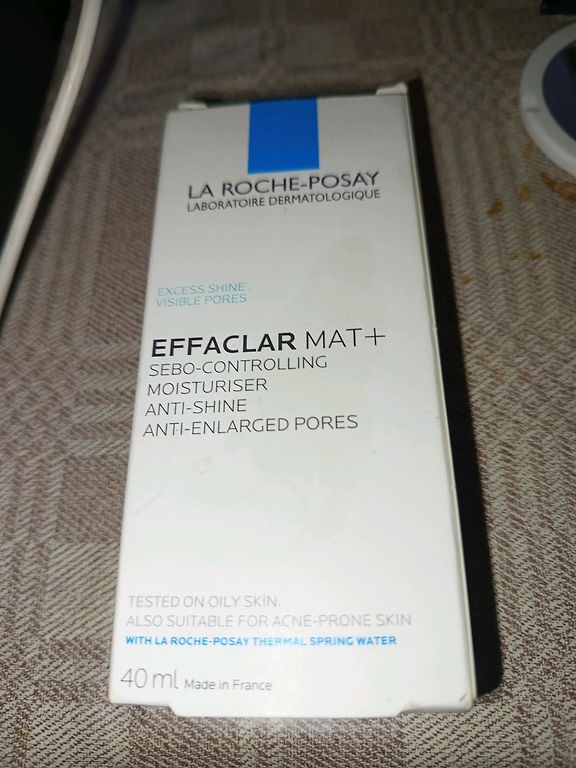 LA ROCHE-POSAY
LABORATOIRE DERMATOLOGIQUE
EXCESS SHINE.
VISIBLE PORES
EFFACLAR MAT+
SEBO-CONTROLLING
MOISTURISER
ANTI-SHINE
ANTI-ENLARGED PORES
TESTED ON OILY SKIN.
ALSO SUITABLE FOR ACNE-PRONE SKIN
WITH LA ROCHE-POSAY THERMAL SPRING WATER
40 ml Made in France